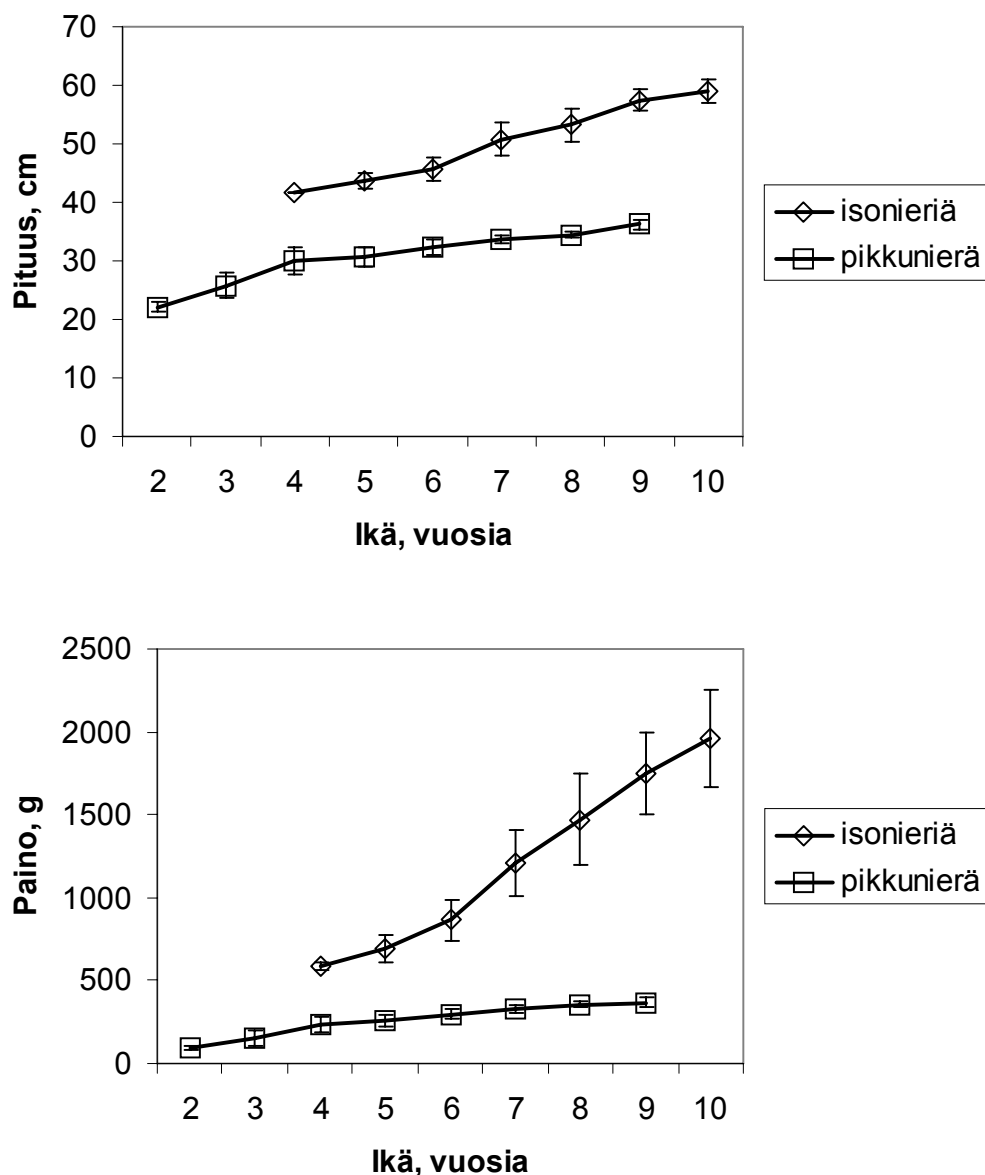 70
60
50
40
30
20
10
0
Pituus, cm
2 3 4 5 6 7 8 9 10
Ikä, vuosia
isonieriä
pikkunierä
2500
2000
1500
1000
500
0
Paino, g
2 3 4 5 6 7 8 9 10
Ikä, vuosia
isonieriä
pikkunierä